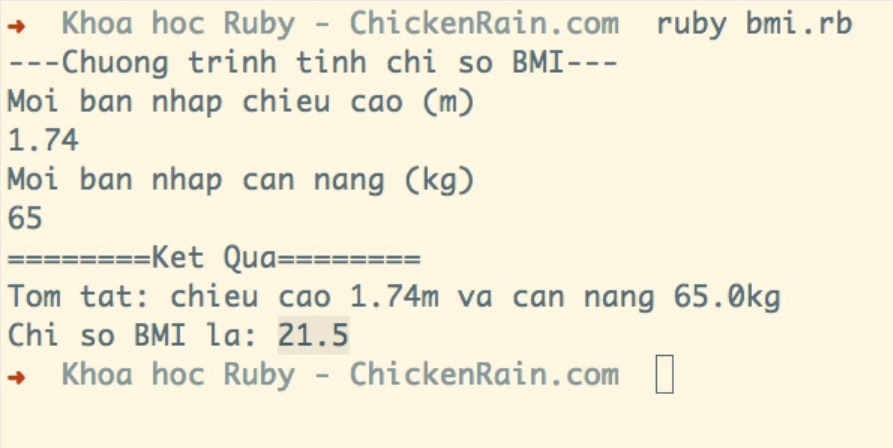 ➜ Khoa hoc Ruby - ChickenRain.com ruby bmi.rb
---Chuong trinh tinh chi so BMI---
Moi ban nhap chieu cao (m)
1.74
Moi ban nhap can nang (kg)
65
========Ket Qua========
Tom tat: chieu cao 1.74m va can nang 65.0kg
Chi so BMI la: 21.5
➜ Khoa hoc Ruby - ChickenRain.com